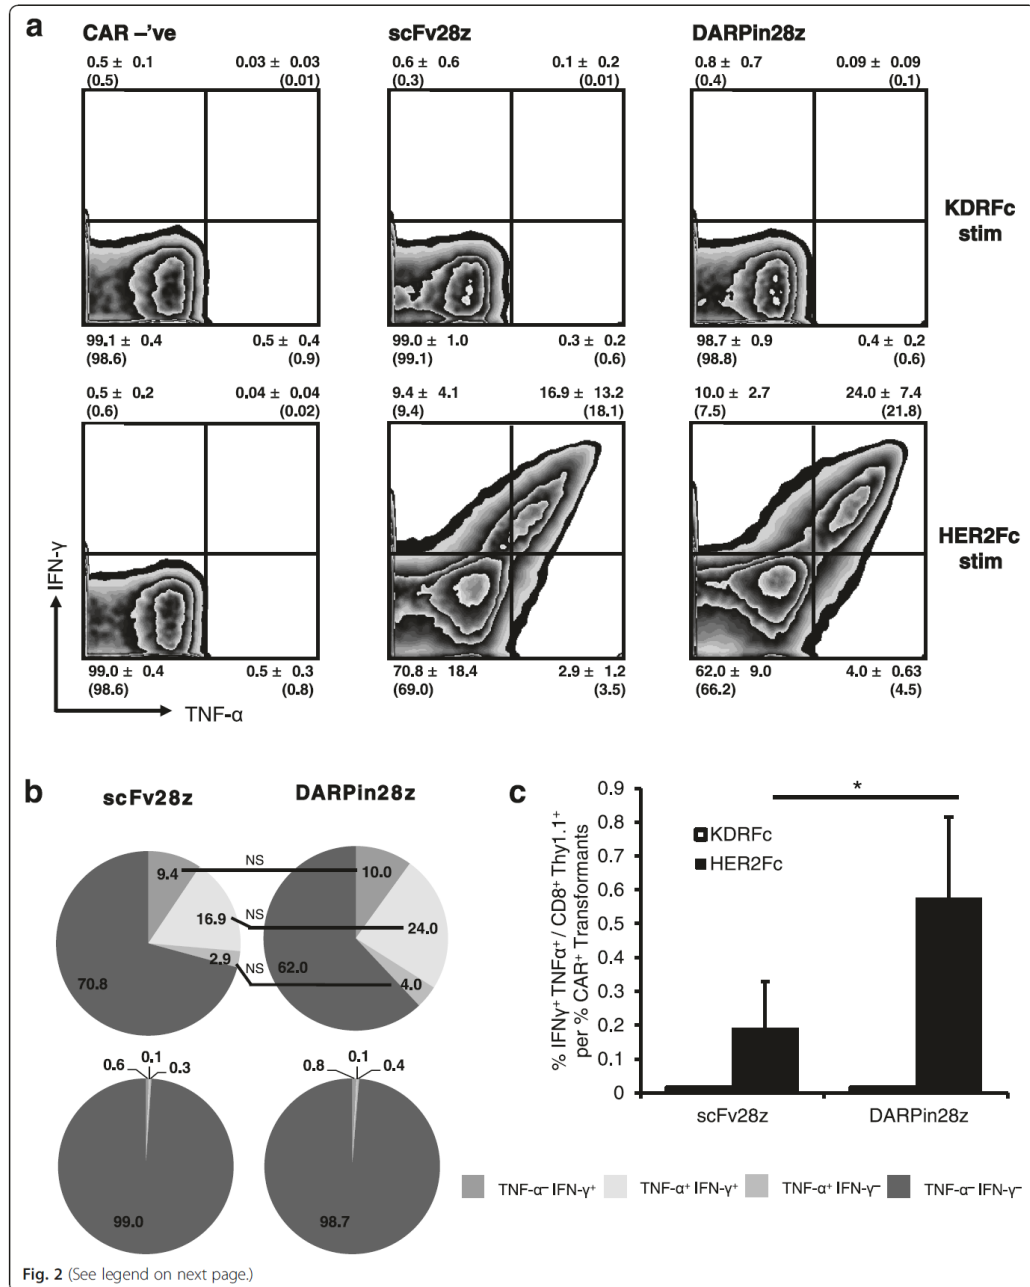 a
CAR –'ve
scFv28z
DARPin28z
0.5 ± 0.1
(0.5)
0.03 ± 0.03
(0.01)
0.6 ± 0.6
(0.3)
0.1 ± 0.2
(0.01)
0.8 ± 0.7
(0.4)
0.09 ± 0.09
(0.1)
KDRFc
stim
99.1 ± 0.4
(98.6)
0.5 ± 0.4
(0.9)
99.0 ± 1.0
(99.1)
0.3 ± 0.2
(0.6)
98.7 ± 0.9
(98.8)
0.4 ± 0.2
(0.6)
0.5 ± 0.2
(0.6)
0.04 ± 0.04
(0.02)
9.4 ± 4.1
(9.4)
16.9 ± 13.2
(18.1)
10.0 ± 2.7
(7.5)
24.0 ± 7.4
(21.8)
HER2Fc
stim
IFN-γ
99.0 ± 0.4
(98.6)
0.5 ± 0.3
(0.8)
70.8 ± 18.4
(69.0)
2.9 ± 1.2
(3.5)
62.0 ± 9.0
(66.2)
4.0 ± 0.63
(4.5)
TNF-α
b
scFv28z
DARPin28z
NS
9.4
10.0
NS
16.9
24.0
NS
2.9
4.0
70.8
62.0
0.6
0.1
0.3
0.8
0.1
0.4
99.0
98.7
c
% IFNγ⁺ TNFα⁺ / CD8⁺ Thy1.1⁺
per % CAR⁺ Transformants
0.9
0.8
0.7
0.6
0.5
0.4
0.3
0.2
0.1
0
*
KDRFc
HER2Fc
scFv28z
DARPin28z
TNF-α⁻ IFN-γ⁺
TNF-α⁺ IFN-γ⁺
TNF-α⁺ IFN-γ⁻
TNF-α⁻ IFN-γ⁻
Fig. 2 (See legend on next page.)